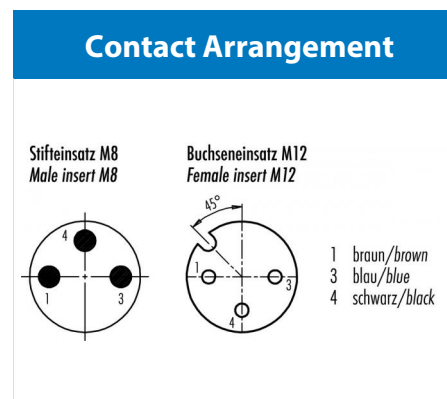 Contact Arrangement
Stifteinsatz M8
Male insert M8
Buchseneinsatz M12
Female insert M12
45°
4
1
3
1
3
4
1 braun/brown
3 blau/blue
4 schwarz/black